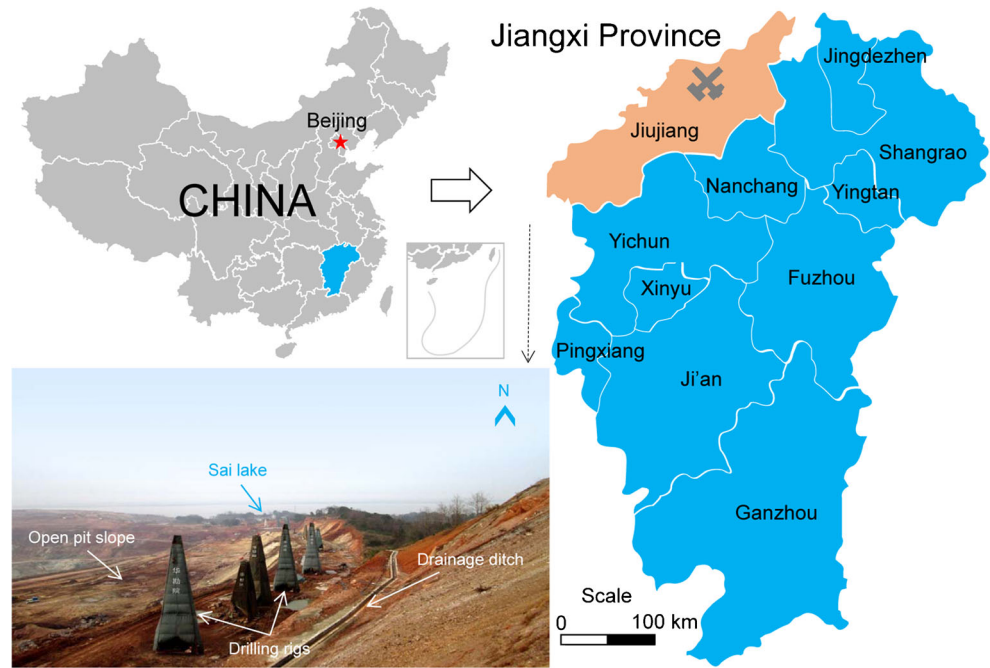 Jiangxi Province
Beijing
CHINA
Jingdezhen
Jiujiang
Shangrao
Nanchang
Yingtan
Yichun
Fuzhou
Xinyu
Pingxiang
Ji’an
Ganzhou
Scale
0
100 km
N
Sai lake
Open pit slope
Drainage ditch
Drilling rigs